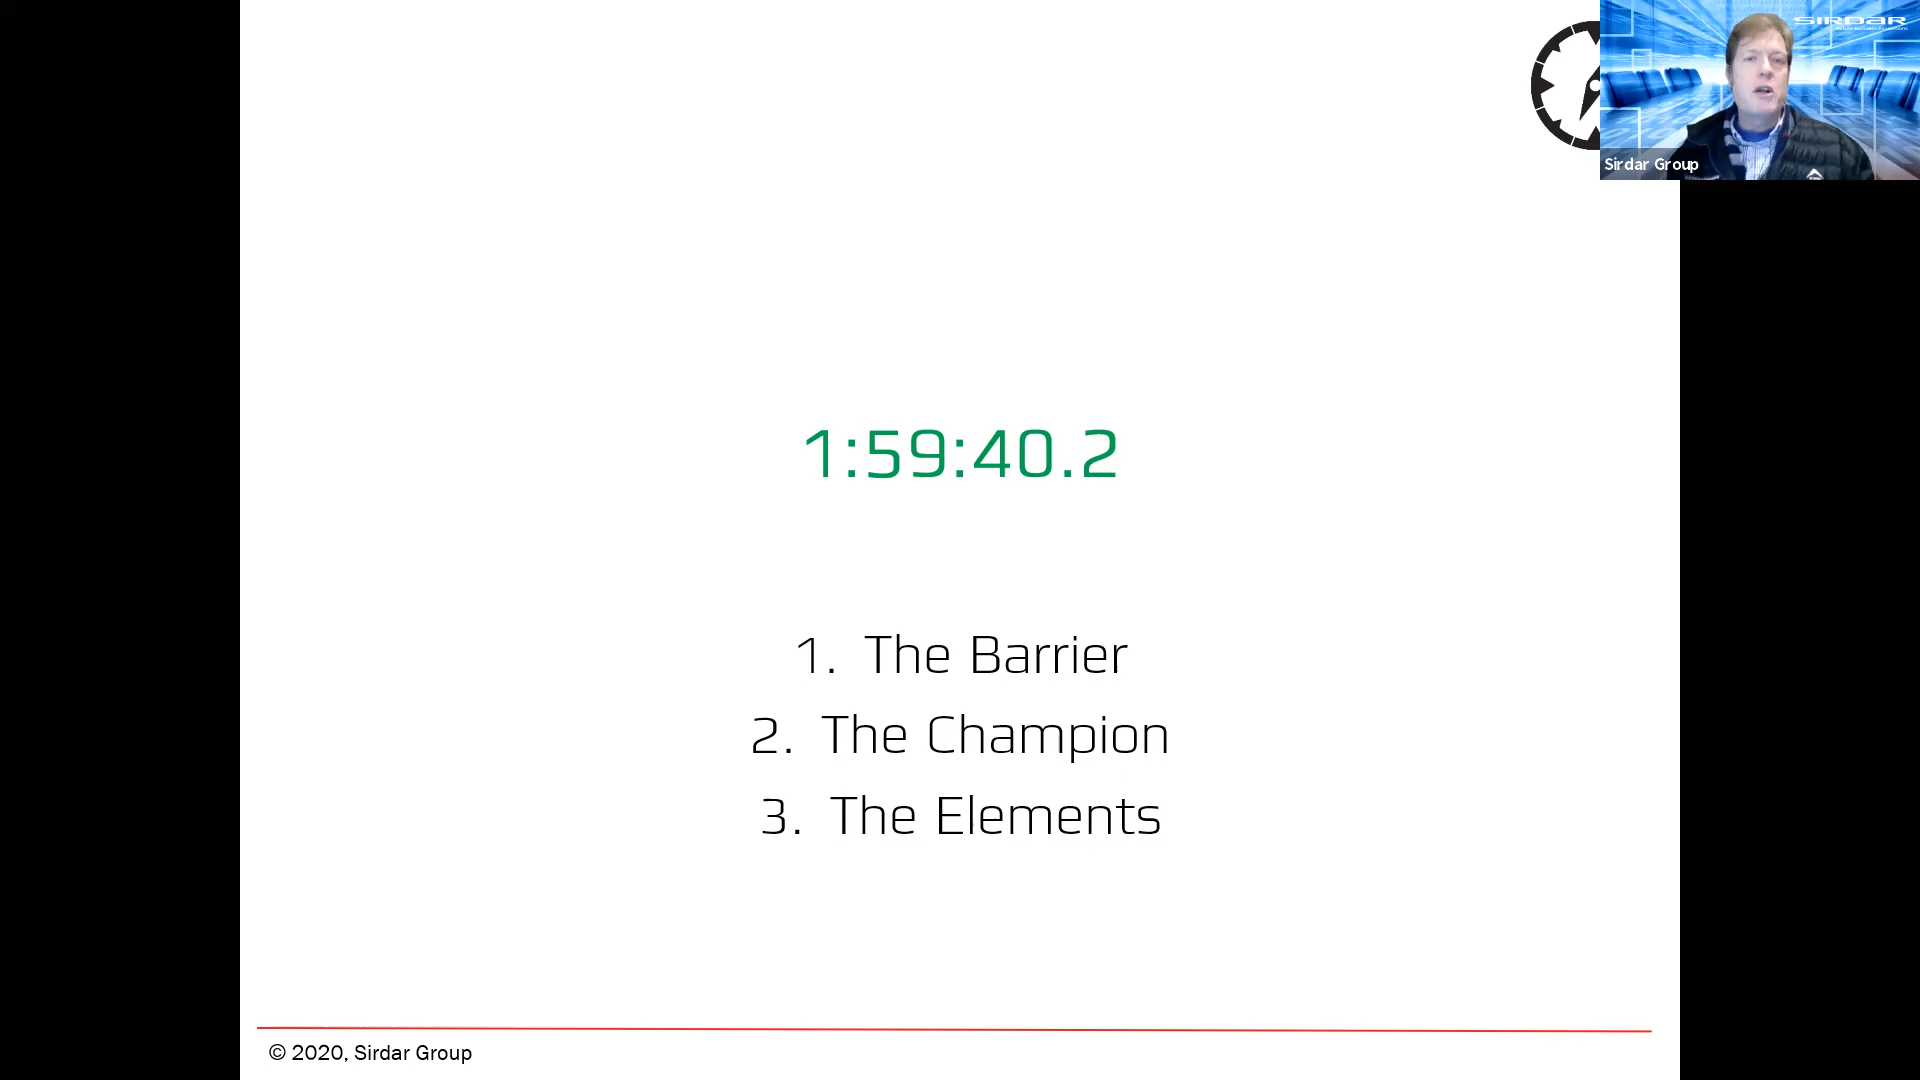 SIRDAR
Sirdar Group
1:59:40.2
1. The Barrier
2. The Champion
3. The Elements
© 2020, Sirdar Group